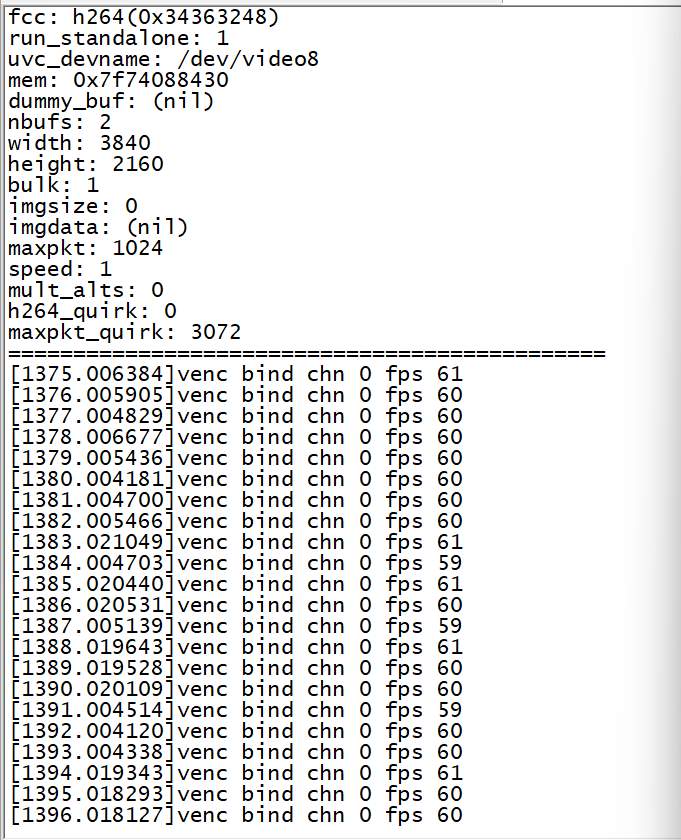 fcc: h264(0x34363248)
run_standalone: 1
uvc_devname: /dev/video8
mem: 0x7f74088430
dummy_buf: (nil)
nbufs: 2
width: 3840
height: 2160
bulk: 1
imgsize: 0
imgdata: (nil)
maxpkt: 1024
speed: 1
mult_alts: 0
h264_quirk: 0
maxpkt_quirk: 3072
==============================================
[1375.006384]venc bind chn 0 fps 61
[1376.005905]venc bind chn 0 fps 60
[1377.004829]venc bind chn 0 fps 60
[1378.006677]venc bind chn 0 fps 60
[1379.005436]venc bind chn 0 fps 60
[1380.004181]venc bind chn 0 fps 60
[1381.004700]venc bind chn 0 fps 60
[1382.005466]venc bind chn 0 fps 60
[1383.021049]venc bind chn 0 fps 61
[1384.004703]venc bind chn 0 fps 59
[1385.020440]venc bind chn 0 fps 61
[1386.020531]venc bind chn 0 fps 60
[1387.005139]venc bind chn 0 fps 59
[1388.019643]venc bind chn 0 fps 61
[1389.019528]venc bind chn 0 fps 60
[1390.020109]venc bind chn 0 fps 60
[1391.004514]venc bind chn 0 fps 59
[1392.004120]venc bind chn 0 fps 60
[1393.004338]venc bind chn 0 fps 60
[1394.019343]venc bind chn 0 fps 61
[1395.018293]venc bind chn 0 fps 60
[1396.018127]venc bind chn 0 fps 60